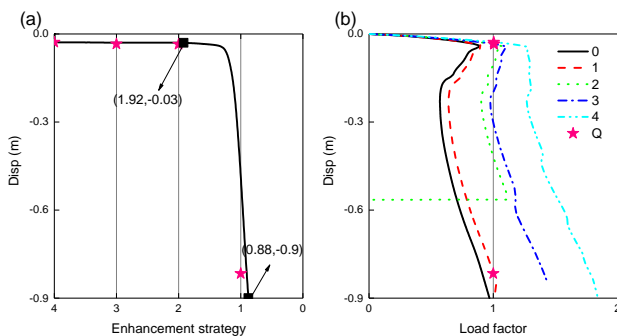 (a)
0.0
-0.3
-0.6
-0.9
Disp (m)
(1.92,-0.03)
(0.88,-0.9)
4 3 2 1 0
Enhancement strategy
(b)
0.0
-0.3
-0.6
-0.9
Disp (m)
0
1
2
3
4
Q
0 1 2
Load factor